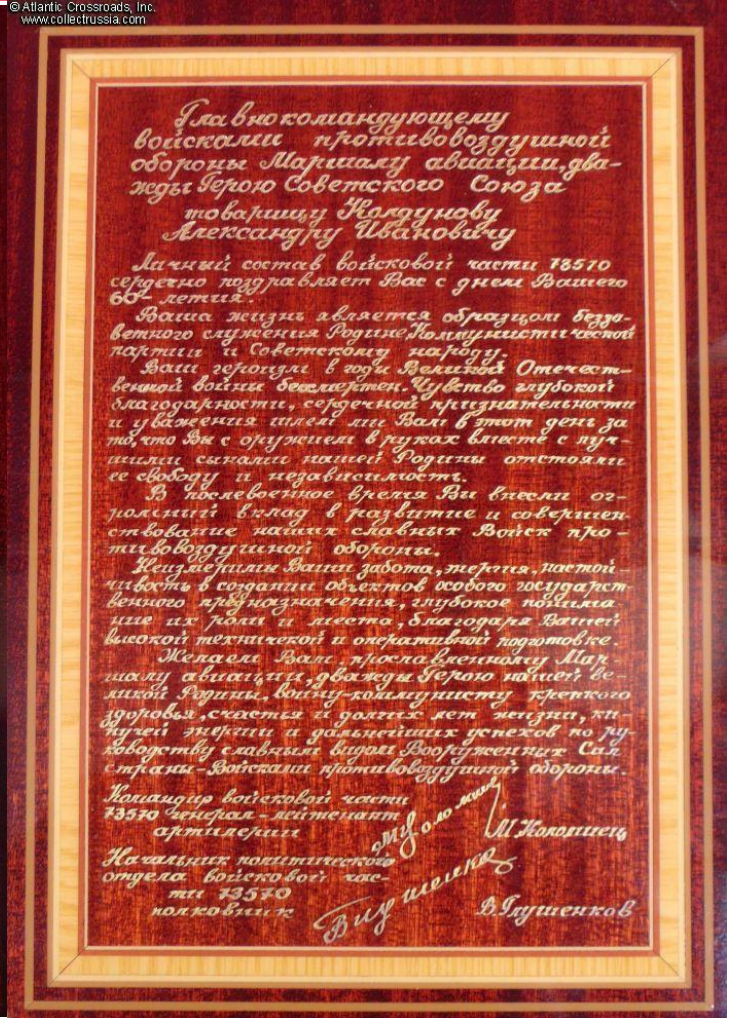 © Atlantic Crossroads, Inc.
www.collectrussia.com
Главнокомандующему
войсками противовоздушной
обороны Маршалу авиации, два-
жды Герою Советского Союза
товарищу Колдунову
Александру Ивановичу
Личный состав войсковой части 73570
сердечно поздравляет Вас с днем Вашего
60-летия.
Ваша жизнь является образцом безза-
ветного служения Родине, Коммунистической
партии и Советскому народу.
Ваш героизм в годи Великой Отечест-
венной войны бессмертен. Чувство глубокой
благодарности, сердечной признательности
и уважения шлем мы Вам в этот день за
то, что Вы с оружием в руках вместе с луч-
шими сынами нашей Родины отстояли
ее свободу и независимость.
В послевоенное время Вы внесли ог-
ромный вклад в развитие и совершен-
ствование наших славных Войск про-
тивовоздушной обороны.
Неизмеримы Ваши забота, энергия, настой-
чивость в создании объектов особого государст-
венного предназначения, глубокое понима-
ние их роли и места, благодаря Вашей
высокой технической и оперативной подготовке.
Желаем Вам, прославленному Мар-
шалу авиации, дважды Герою нашей ве-
ликой Родины, воину-коммунисту крепкого
здоровья, счастья и долгих лет жизни, ки-
пучей энергии и дальнейших успехов по ру-
ководству славным видом Вооруженных Сил
страны-Войсками противовоздушной обороны.
Командир войсковой части
73570 генерал-лейтенант
артилерии
М. Коломиец
Начальник политического
отдела войсковой час-
ти 73570
полковник
В. Глушенков